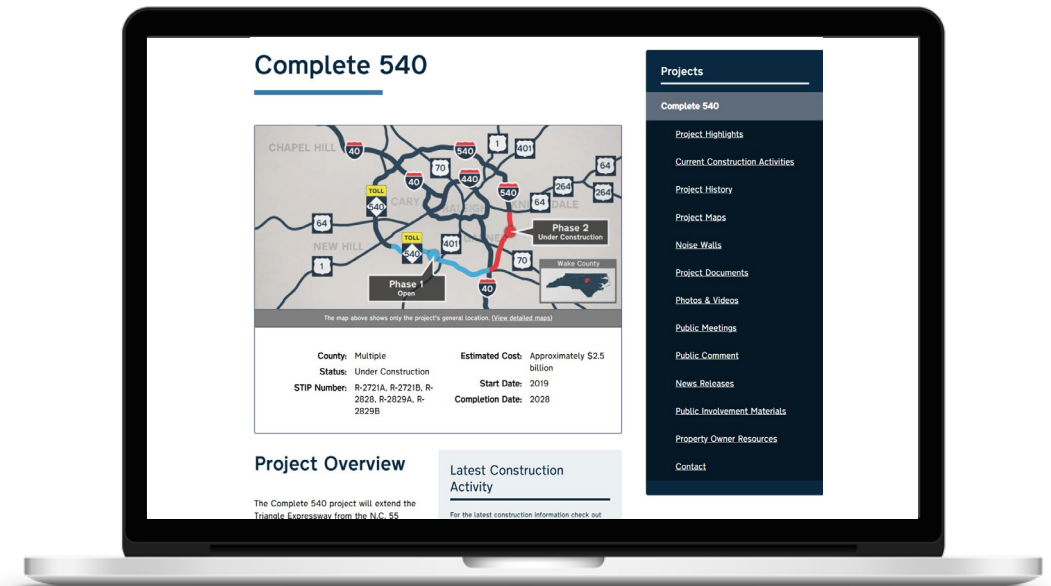 Complete 540
CHAPEL HILL
40
540
1
401
70
40
440
64
264
264
TOLL
540
CARY
RALEIGH
540
64
KNIGHTDALE
64
NEW HILL
TOLL
540
401
Phase 2
Under Construction
1
70
Wake County
Phase 1
Open
40
The map above shows only the project's general location. (View detailed maps)
County: Multiple
Status: Under Construction
STIP Number: R-2721A, R-2721B, R-
2828, R-2829A, R-
2829B
Estimated Cost: Approximately $2.5
billion
Start Date: 2019
Completion Date: 2028
Project Overview
The Complete 540 project will extend the
Triangle Expressway from the N.C. 55
Latest Construction
Activity
For the latest construction information check out
Projects
Complete 540
Project Highlights
Current Construction Activities
Project History
Project Maps
Noise Walls
Project Documents
Photos & Videos
Public Meetings
Public Comment
News Releases
Public Involvement Materials
Property Owner Resources
Contact